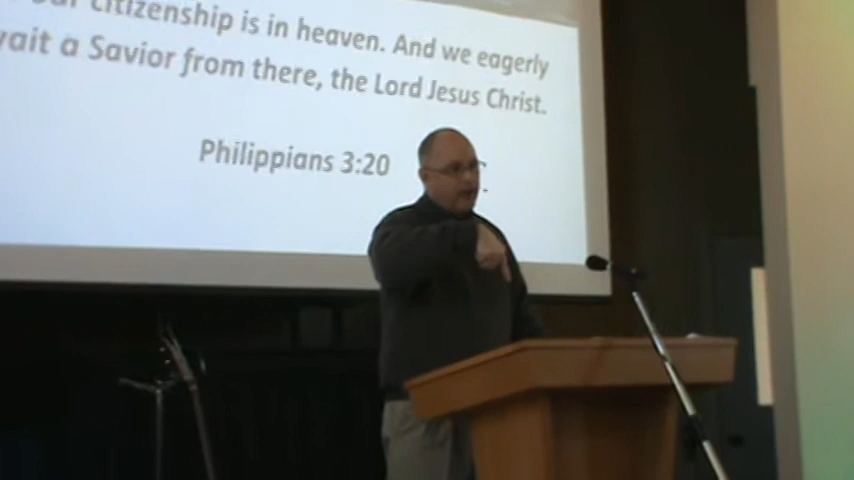 citizenship is in heaven. And we eagerly
a Savior from there, the Lord Jesus Christ.
Philippians 3:20